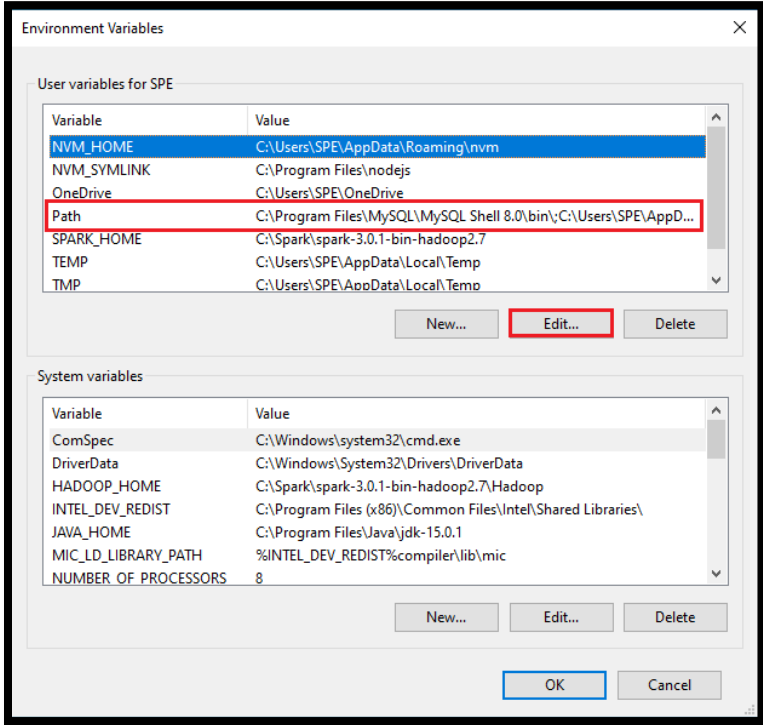 Environment Variables
User variables for SPE
Variable Value
NVM_HOME C:\Users\SPE\AppData\Roaming\nvm
NVM_SYMLINK C:\Program Files\nodejs
OneDrive C:\Users\SPE\OneDrive
Path C:\Program Files\MySQL\MySQL Shell 8.0\bin\;C:\Users\SPE\AppD...
SPARK_HOME C:\Spark\spark-3.0.1-bin-hadoop2.7
TEMP C:\Users\SPE\AppData\Local\Temp
TMP C:\Users\SPE\AppData\Local\Temp
New... Edit... Delete
System variables
Variable Value
ComSpec C:\Windows\system32\cmd.exe
DriverData C:\Windows\System32\Drivers\DriverData
HADOOP_HOME C:\Spark\spark-3.0.1-bin-hadoop2.7\Hadoop
INTEL_DEV_REDIST C:\Program Files (x86)\Common Files\Intel\Shared Libraries\
JAVA_HOME C:\Program Files\Java\jdk-15.0.1
MIC_LD_LIBRARY_PATH %INTEL_DEV_REDIST%compiler\lib\mic
NUMBER_OF_PROCESSORS 8
New... Edit... Delete
OK Cancel